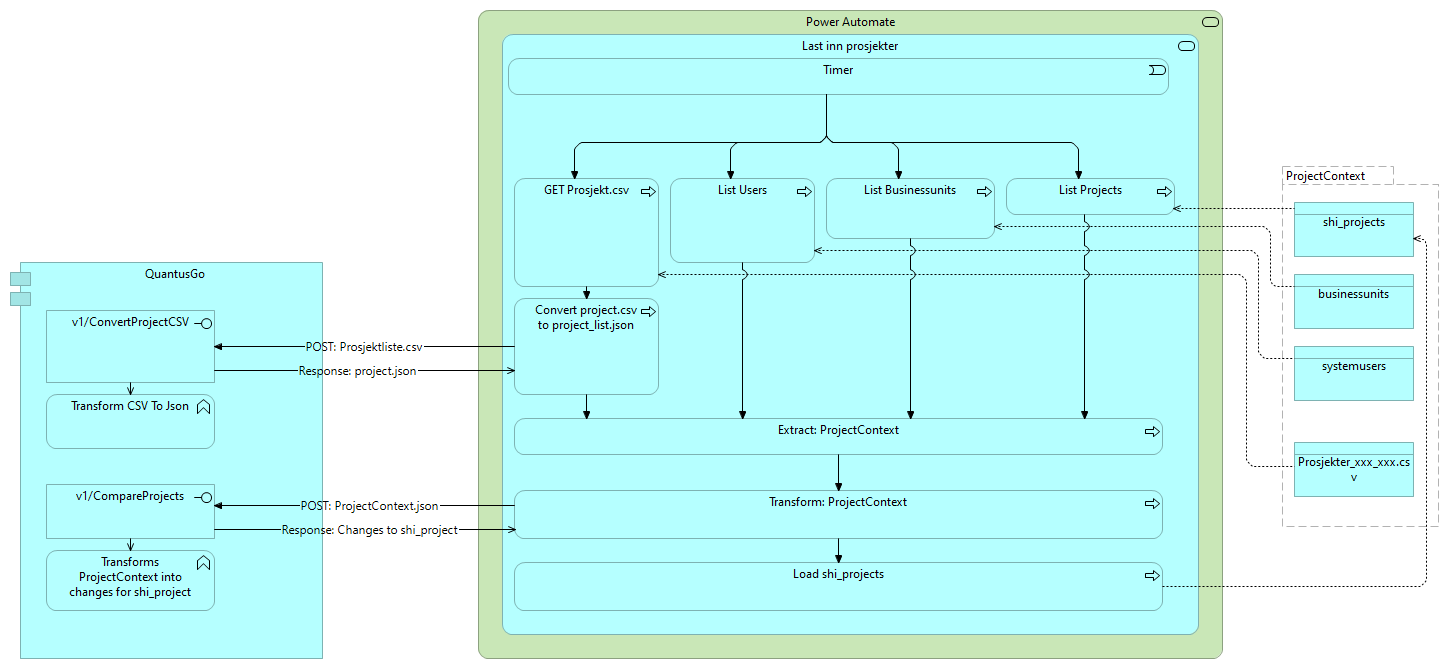 Power Automate
Last inn prosjekter
Timer
GET Prosjekt.csv
List Users
List Businessunits
List Projects
Convert project.csv
to project_list.json
Extract: ProjectContext
Transform: ProjectContext
Load shi_projects
QuantusGo
v1/ConvertProjectCSV
POST: Prosjektliste.csv
Response: project.json
Transform CSV To Json
v1/CompareProjects
POST: ProjectContext.json
Response: Changes to shi_project
Transforms
ProjectContext into
changes for shi_project
ProjectContext
shi_projects
businessunits
systemusers
Prosjekter_xxx_xxx.cs
v